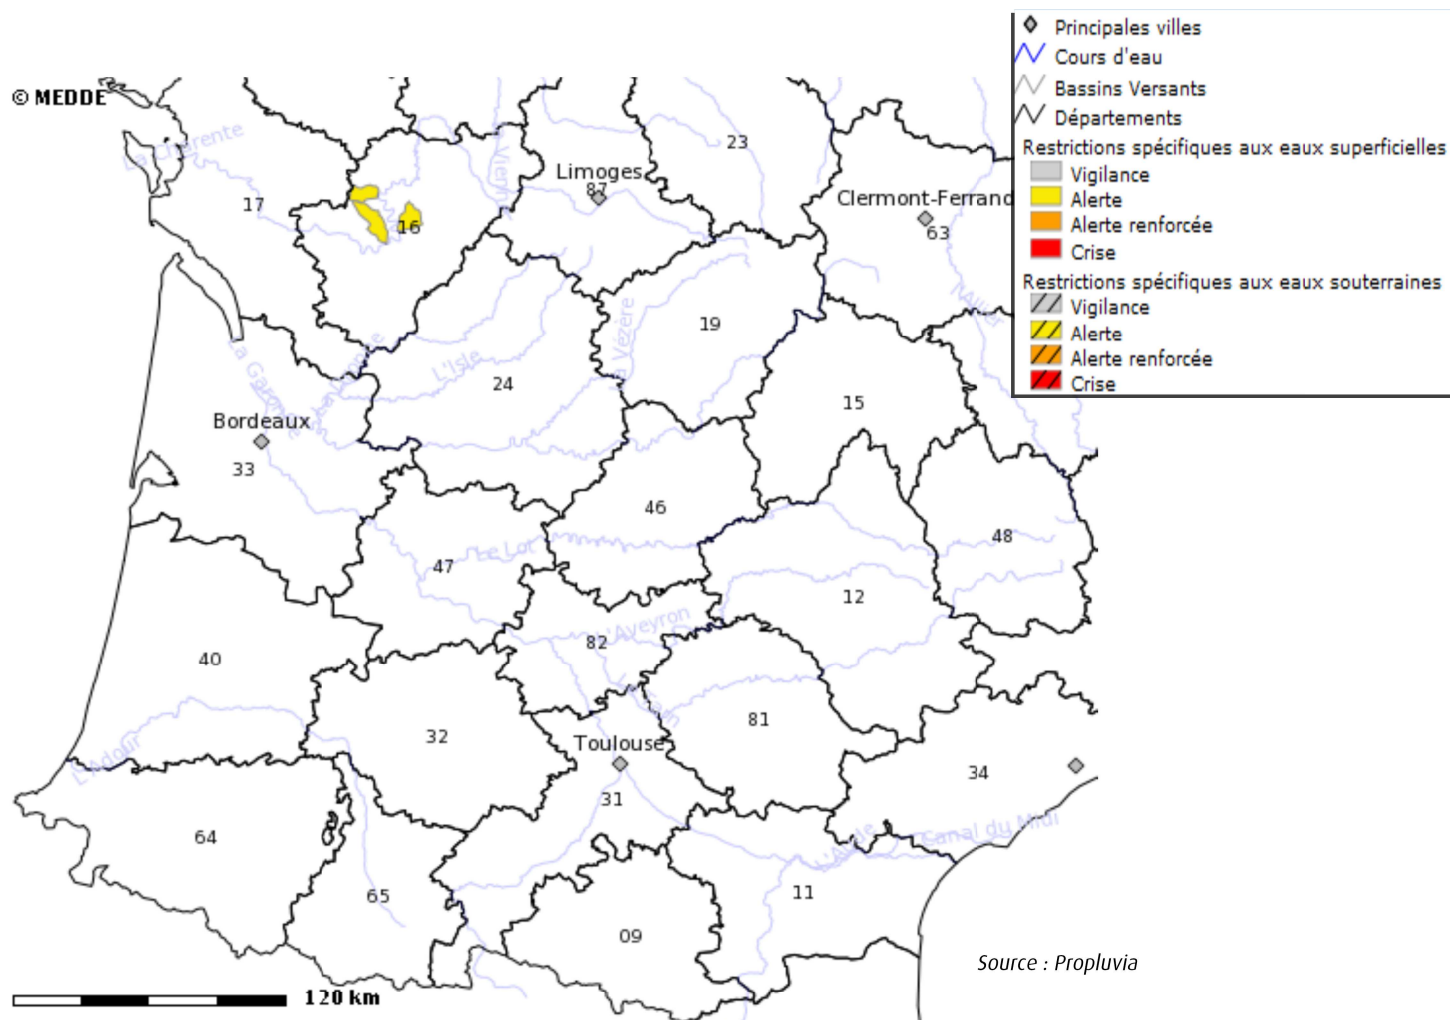 Principales villes
Cours d'eau
Bassins Versants
Départements
Restrictions spécifiques aux eaux superficielles
Vigilance
Alerte
Alerte renforcée
Crise
Restrictions spécifiques aux eaux souterraines
Vigilance
Alerte
Alerte renforcée
Crise
© MEDDE
La Charente
23
Limoges
87
Clermont-Ferrand
63
17
16
L'Allier
La Vézère
19
La Garonne
L'Isle
24
15
Bordeaux
33
46
Le Lot
48
47
12
L'Aveyron
82
40
81
32
Toulouse
L'Adour
34
31
Canal du Midi
L'Aude
64
65
11
09
Source : Propluvia
120 km